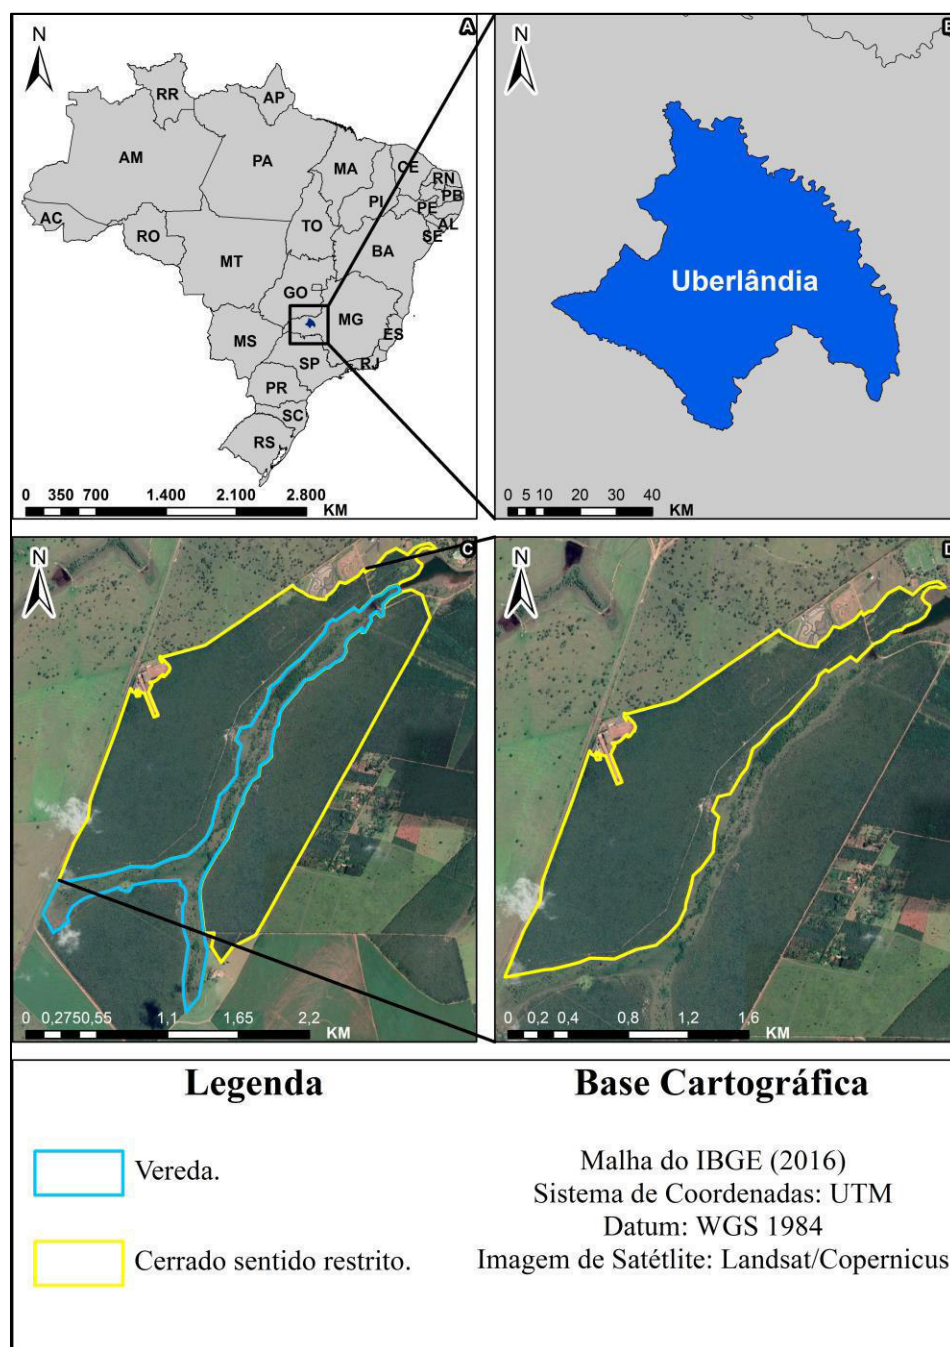 A
N
RR
AP
AM
PA
MA
CE
RN
PB
PE
PI
AL
SE
AC
RO
TO
BA
MT
GO
MG
ES
MS
SP
RJ
PR
SC
RS
0 350 700 1.400 2.100 2.800
KM
B
N
Uberlândia
0 5 10 20 30 40
KM
C
N
0 0,2750,55 1,1 1,65 2,2
KM
D
N
0 0,2 0,4 0,8 1,2 1,6
KM
Legenda
Vereda.
Cerrado sentido restrito.
Base Cartográfica
Malha do IBGE (2016)
Sistema de Coordenadas: UTM
Datum: WGS 1984
Imagem de Satétlite: Landsat/Copernicus